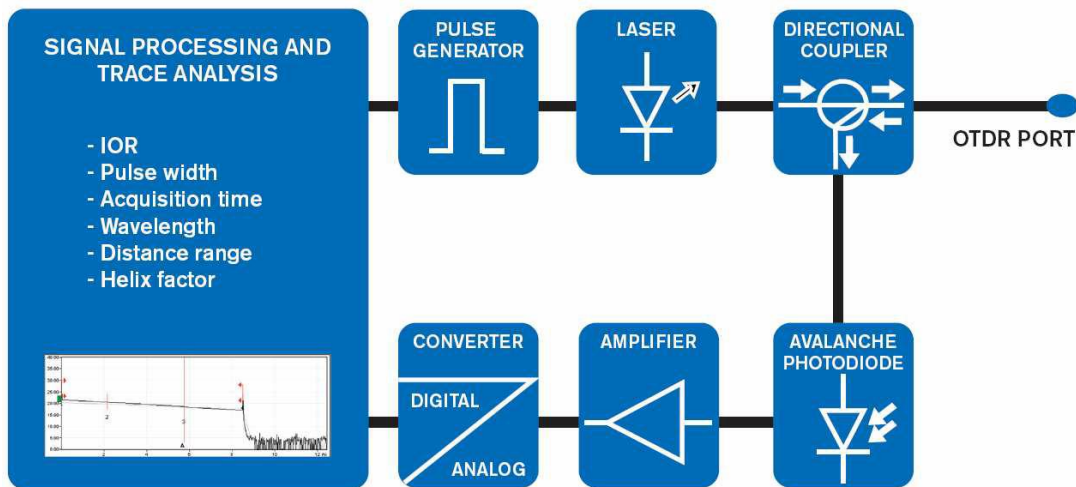 SIGNAL PROCESSING AND
TRACE ANALYSIS
- IOR
- Pulse width
- Acquisition time
- Wavelength
- Distance range
- Helix factor
PULSE
GENERATOR
LASER
DIRECTIONAL
COUPLER
OTDR PORT
CONVERTER
DIGITAL
ANALOG
AMPLIFIER
AVALANCHE
PHOTODIODE